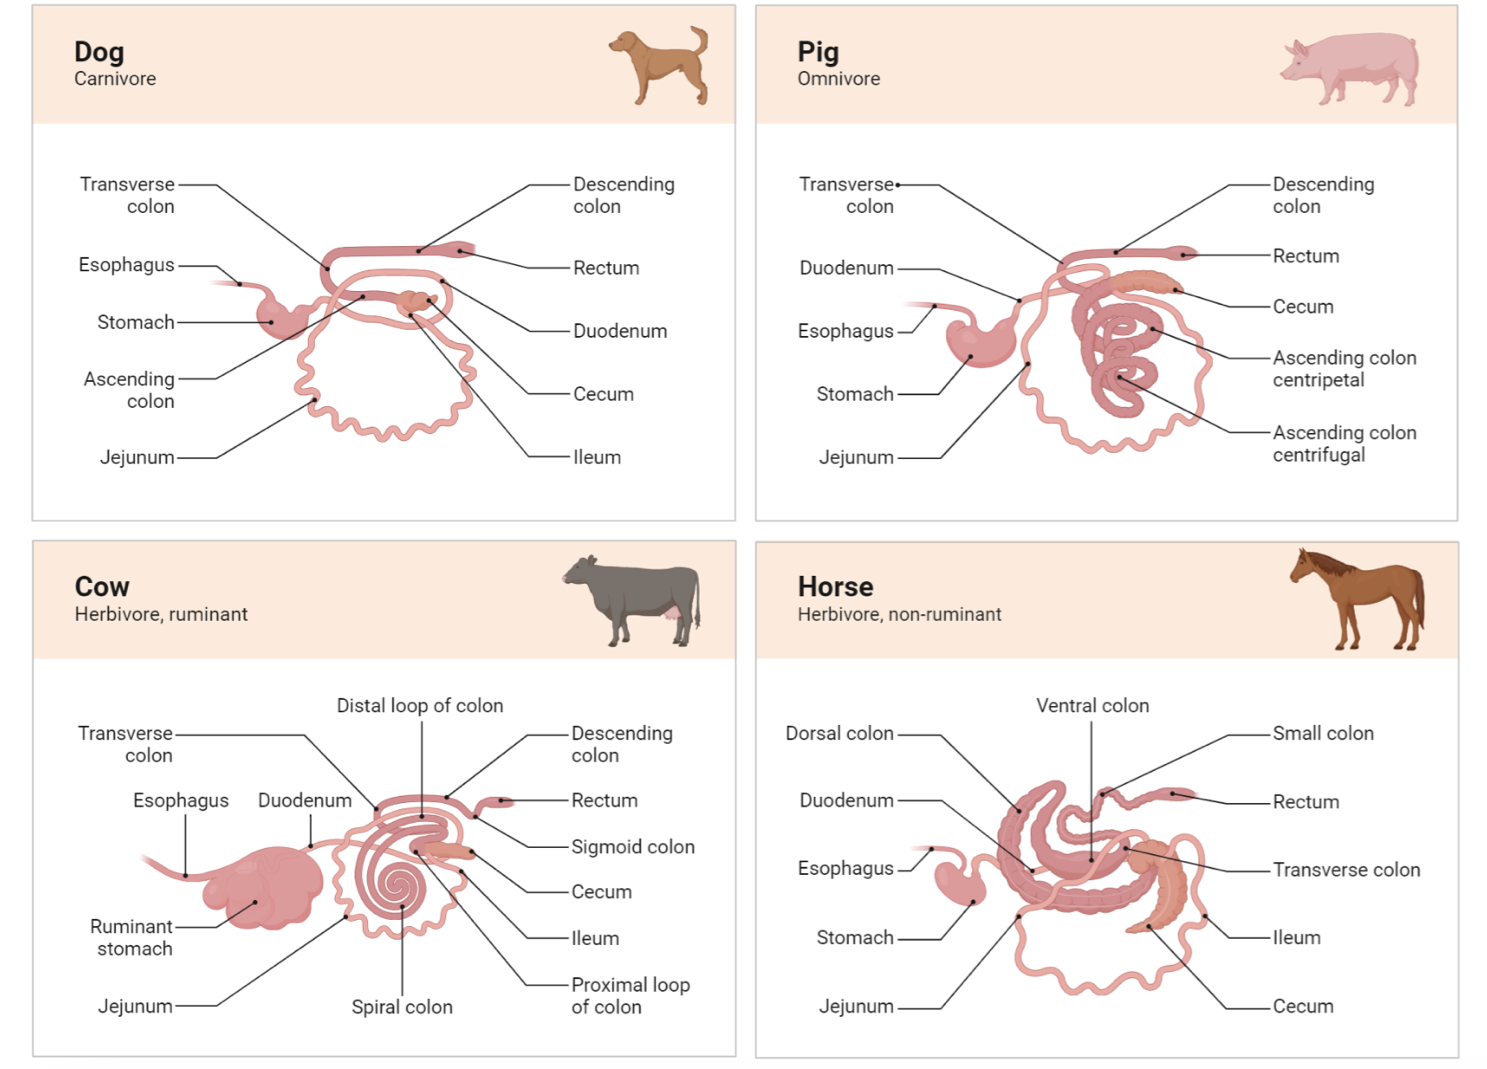 Dog
Carnivore
Transverse
colon
Esophagus
Stomach
Ascending
colon
Jejunum
Descending
colon
Rectum
Duodenum
Cecum
Ileum
Pig
Omnivore
Transverse
colon
Duodenum
Esophagus
Stomach
Jejunum
Descending
colon
Rectum
Cecum
Ascending colon
centripetal
Ascending colon
centrifugal
Cow
Herbivore, ruminant
Distal loop of colon
Transverse
colon
Esophagus
Duodenum
Ruminant
stomach
Jejunum
Spiral colon
Descending
colon
Rectum
Sigmoid colon
Cecum
Ileum
Proximal loop
of colon
Horse
Herbivore, non-ruminant
Ventral colon
Dorsal colon
Duodenum
Esophagus
Stomach
Jejunum
Small colon
Rectum
Transverse colon
Ileum
Cecum